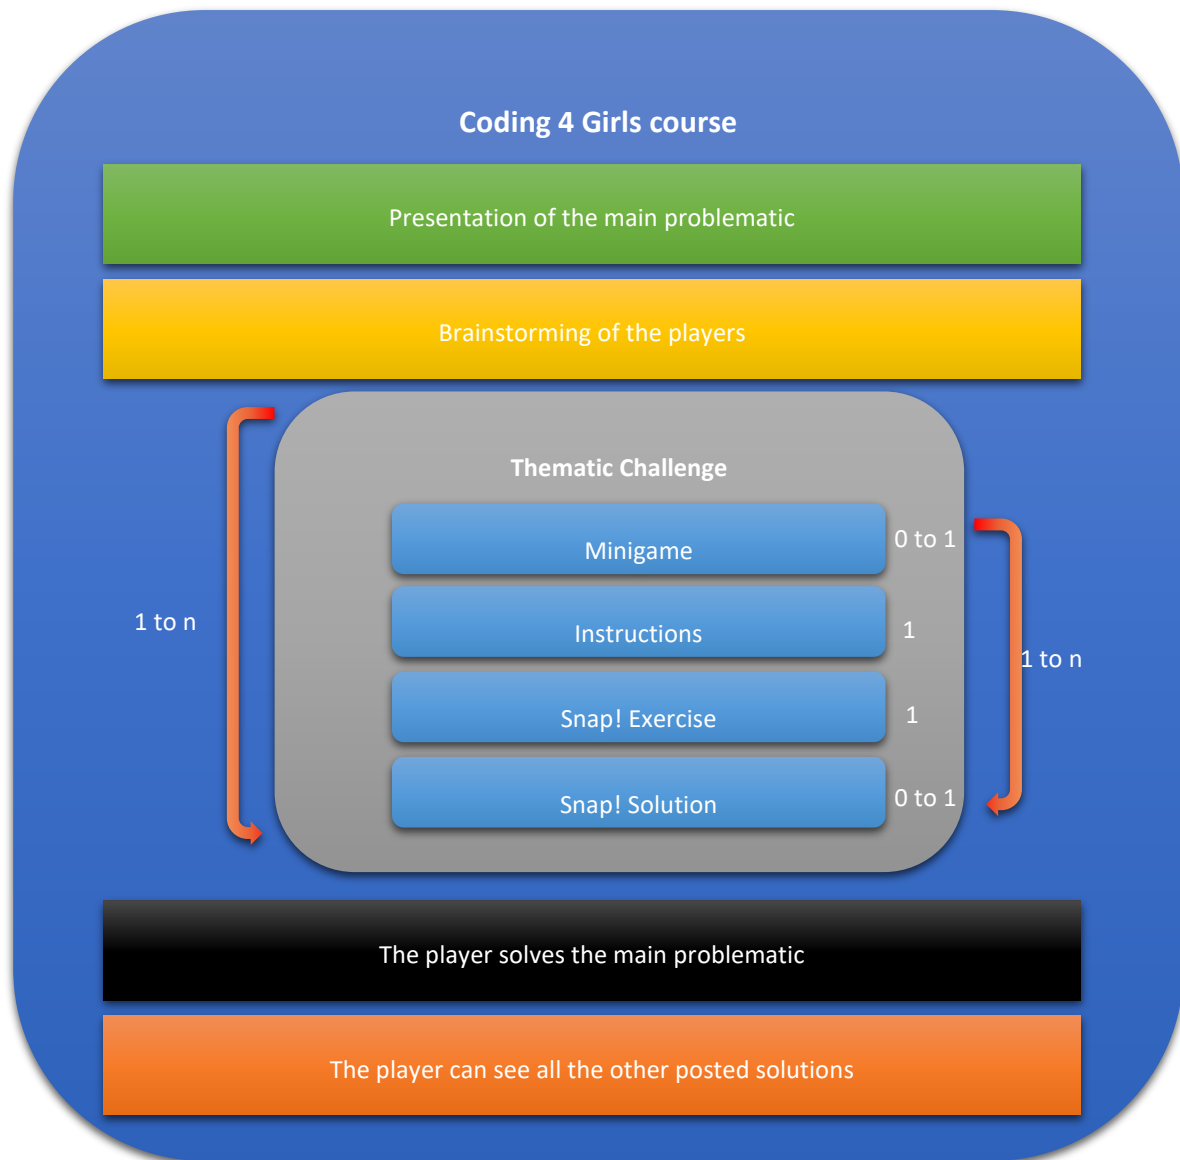 Coding 4 Girls course
Presentation of the main problematic
Brainstorming of the players
Thematic Challenge
Minigame
0 to 1
1 to n
Instructions
1
1 to n
Snap! Exercise
1
Snap! Solution
0 to 1
The player solves the main problematic
The player can see all the other posted solutions